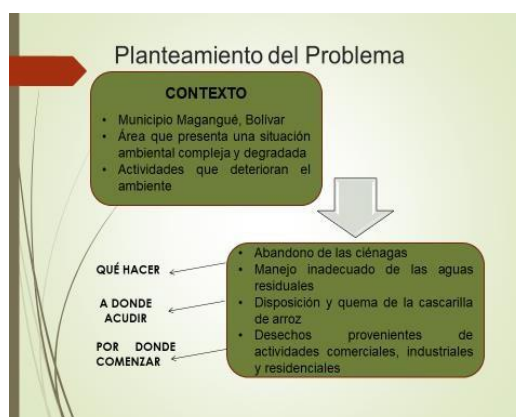 Planteamiento del Problema
CONTEXTO
• Municipio Magangué, Bolívar
• Área que presenta una situación
ambiental compleja y degradada
• Actividades que deterioran el
ambiente
• Abandono de las ciénagas
• Manejo inadecuado de las aguas
residuales
• Disposición y quema de la cascarilla
de arroz
• Desechos provenientes de
actividades comerciales, industriales
y residenciales
QUÉ HACER
A DONDE
ACUDIR
POR DONDE
COMENZAR